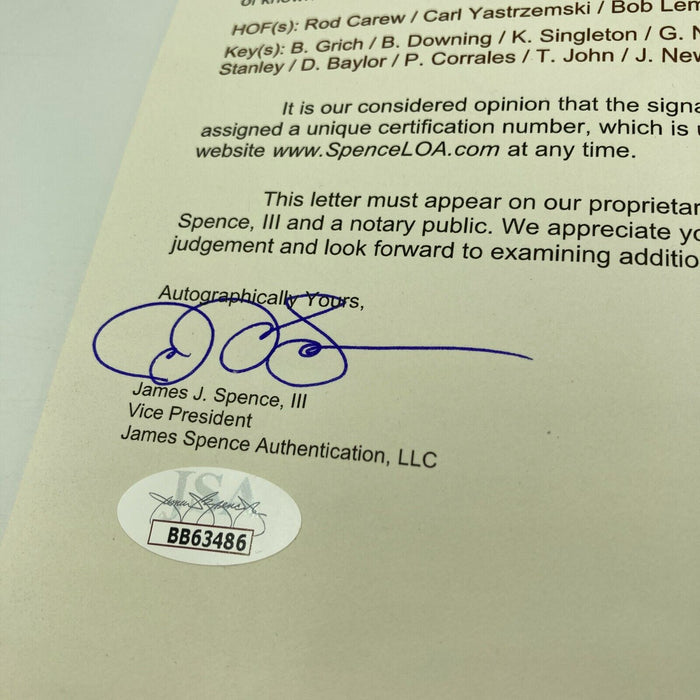 HOF(s): Rod Carew / Carl Yastrzemski / Bob Lem
Key(s): B. Grich / B. Downing / K. Singleton / G. N
Stanley / D. Baylor / P. Corrales / T. John / J. New
It is our considered opinion that the signa
assigned a unique certification number, which is
website www.SpenceLOA.com at any time.
This letter must appear on our proprietar
Spence, III and a notary public. We appreciate yo
judgement and look forward to examining additio
Autographically Yours,
James J. Spence, III
Vice President
James Spence Authentication, LLC
JSA
BB63486